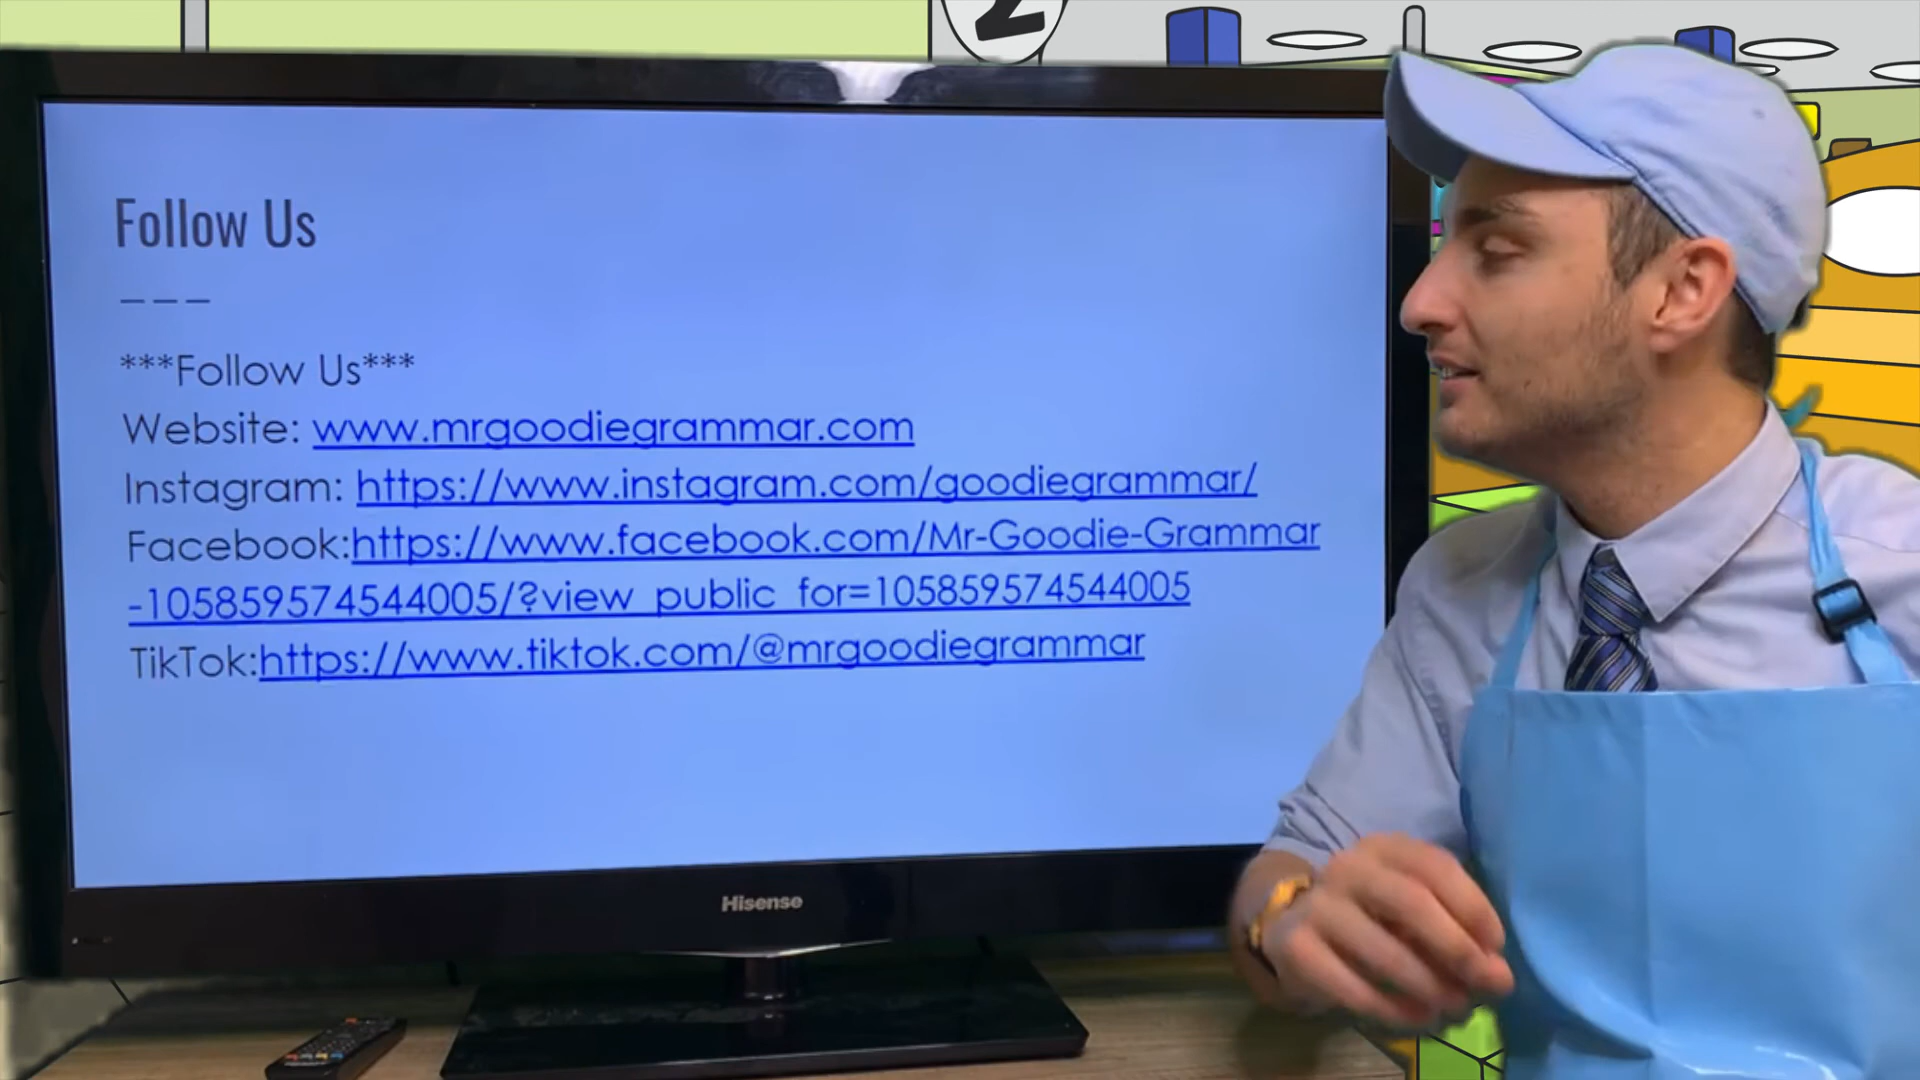 2
Follow Us
———
***Follow Us***
Website: www.mrgoodiegrammar.com
Instagram: https://www.instagram.com/goodiegrammar/
Facebook:https://www.facebook.com/Mr-Goodie-Grammar
-105859574544005/?view_public_for=105859574544005
TikTok:https://www.tiktok.com/@mrgoodiegrammar
Hisense